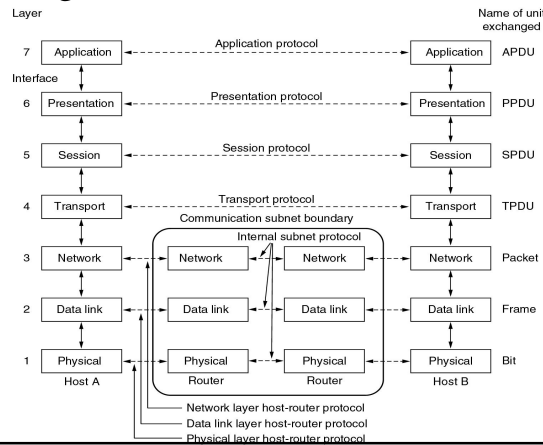 Layer
Name of unit
exchanged
Application protocol
7 Application Application APDU
Interface
Presentation protocol
6 Presentation Presentation PPDU
Session protocol
5 Session Session SPDU
Transport protocol
4 Transport Transport TPDU
Communication subnet boundary
Internal subnet protocol
3 Network Network Network Network Packet
2 Data link Data link Data link Data link Frame
1 Physical Physical Physical Physical Bit
Host A Router Router Host B
Network layer host-router protocol
Data link layer host-router protocol
Physical layer host-router protocol